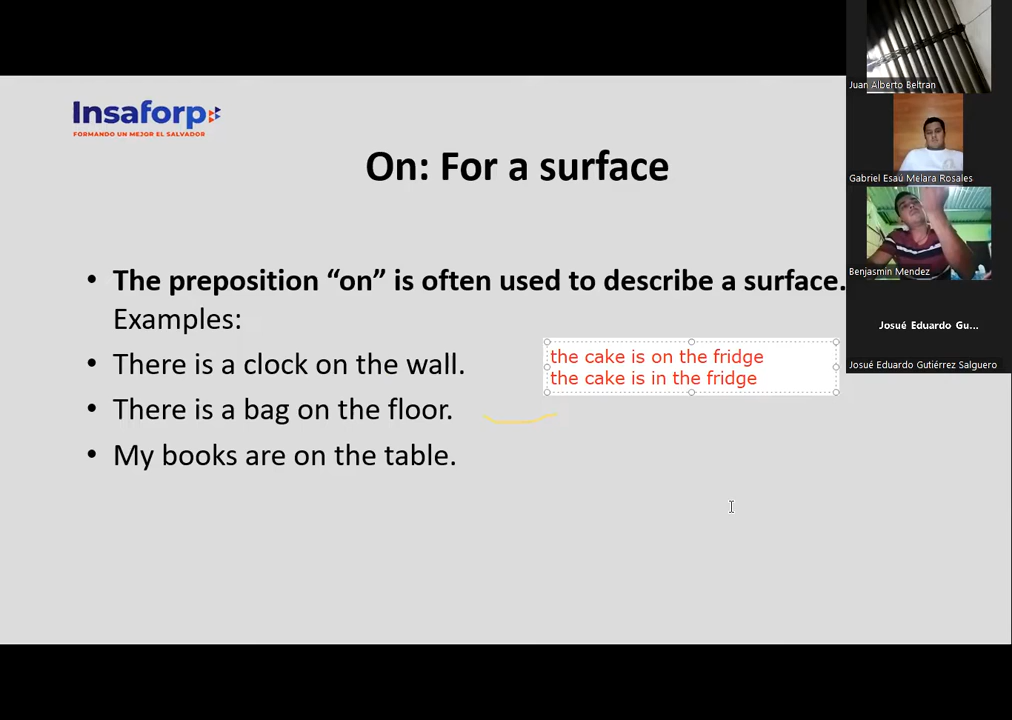 Insaforp
FORMANDO UN MEJOR EL SALVADOR
On: For a surface
• The preposition “on” is often used to describe a surface.
Examples:
• There is a clock on the wall.
• There is a bag on the floor.
• My books are on the table.
the cake is on the fridge
the cake is in the fridge
Juan Alberto Beltran
Gabriel Esaú Melara Rosales
Benjasmin Mendez
Josué Eduardo Gu...
Josué Eduardo Gutiérrez Salguero